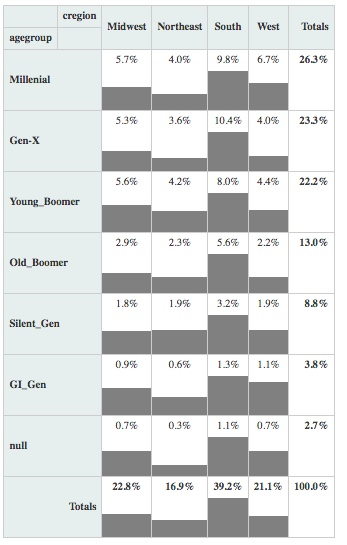 cregion
Midwest Northeast South West Totals
agegroup
5.7% 4.0% 9.8% 6.7% 26.3%
Millenial
5.3% 3.6% 10.4% 4.0% 23.3%
Gen-X
5.6% 4.2% 8.0% 4.4% 22.2%
Young_Boomer
2.9% 2.3% 5.6% 2.2% 13.0%
Old_Boomer
1.8% 1.9% 3.2% 1.9% 8.8%
Silent_Gen
0.9% 0.6% 1.3% 1.1% 3.8%
GI_Gen
0.7% 0.3% 1.1% 0.7% 2.7%
null
22.8% 16.9% 39.2% 21.1% 100.0%
Totals